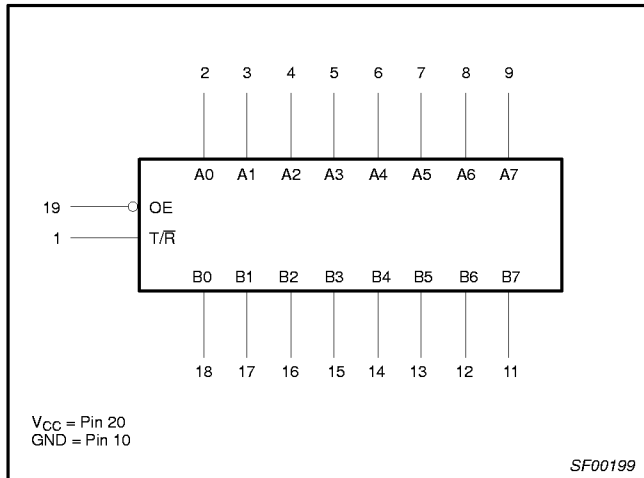 2 3 4 5 6 7 8 9
A0 A1 A2 A3 A4 A5 A6 A7
19 OE
1 T/R̅
B0 B1 B2 B3 B4 B5 B6 B7
18 17 16 15 14 13 12 11
VCC = Pin 20
GND = Pin 10
SF00199